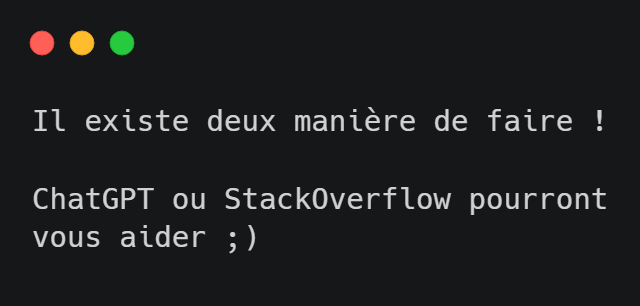 Il existe deux manière de faire !
ChatGPT ou StackOverflow pourront
vous aider ;)